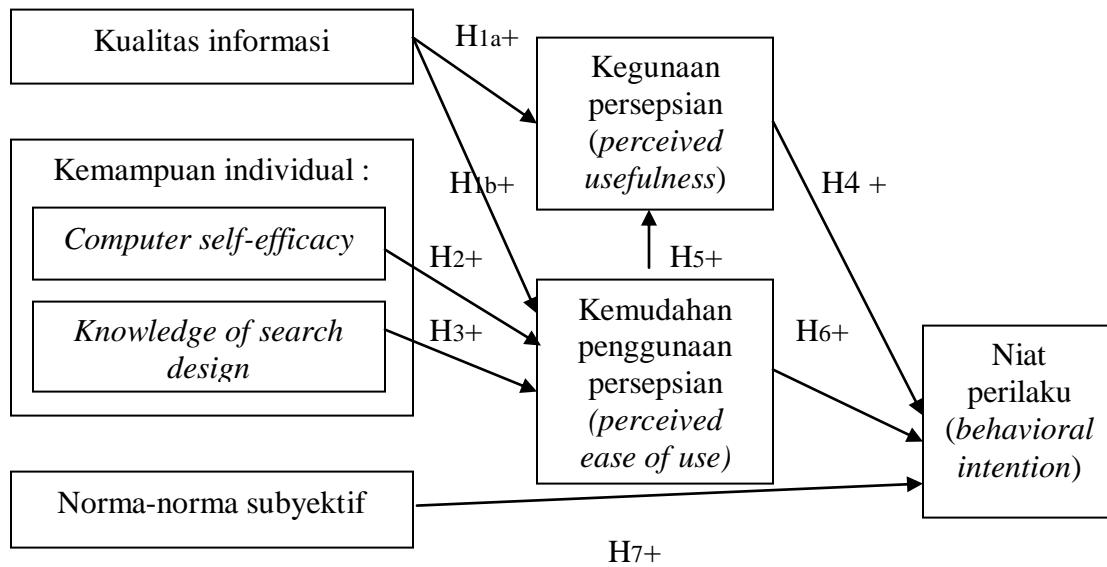 Kualitas informasi
H1a+
Kegunaan
persepsian
(perceived
usefulness)
Kemampuan individual :
H1b+
H4 +
Computer self-efficacy
H2+
H5+
Knowledge of search
design
H3+
Kemudahan
penggunaan
persepsian
(perceived
ease of use)
H6+
Niat
perilaku
(behavioral
intention)
Norma-norma subyektif
H7+